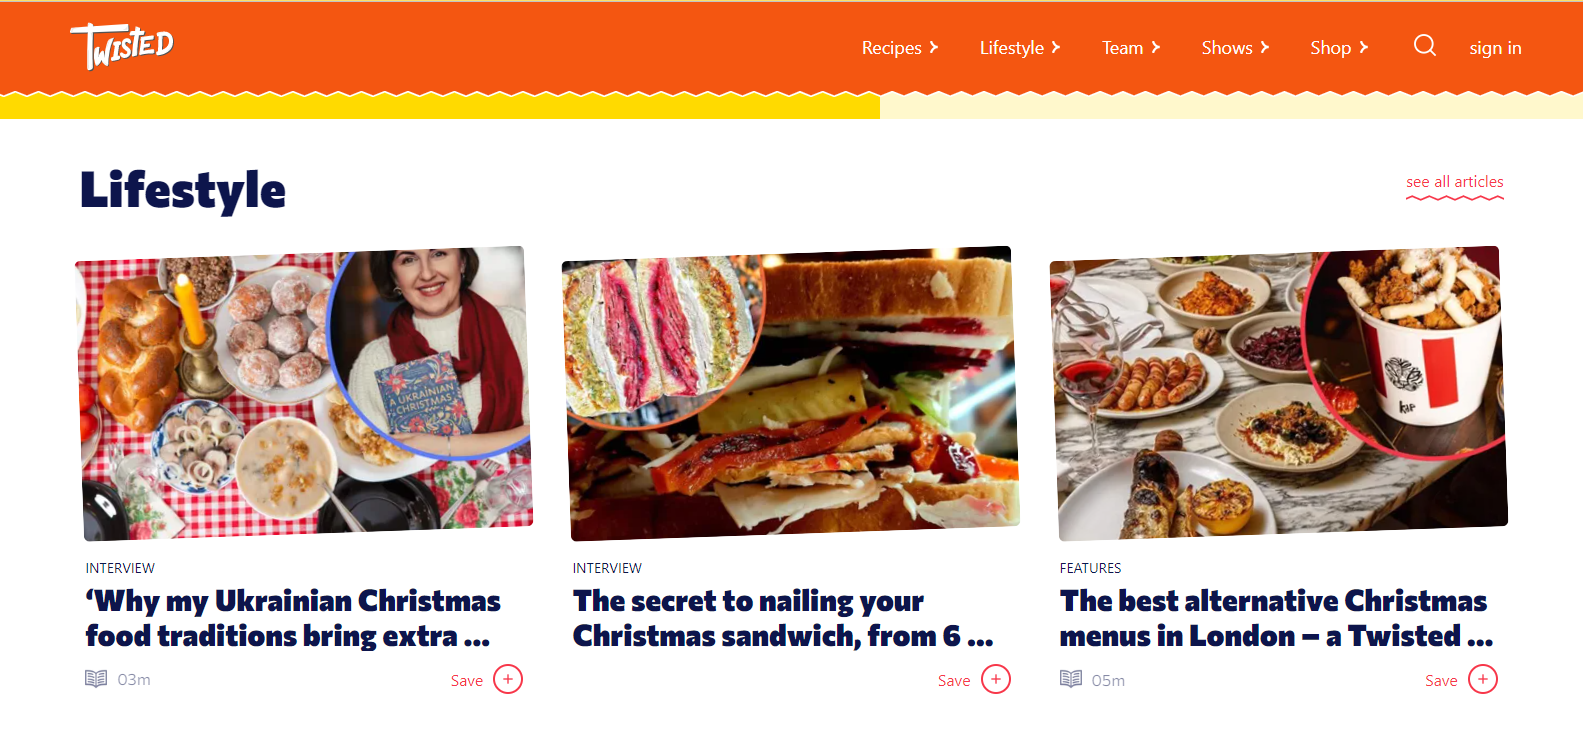 TWISTED
Recipes
Lifestyle
Team
Shows
Shop
sign in
Lifestyle
see all articles
A UKRAINIAN
CHRISTMAS
INTERVIEW
‘Why my Ukrainian Christmas
food traditions bring extra ...
03m
Save
INTERVIEW
The secret to nailing your
Christmas sandwich, from 6 ...
Save
FEATURES
The best alternative Christmas
menus in London – a Twisted ...
05m
Save